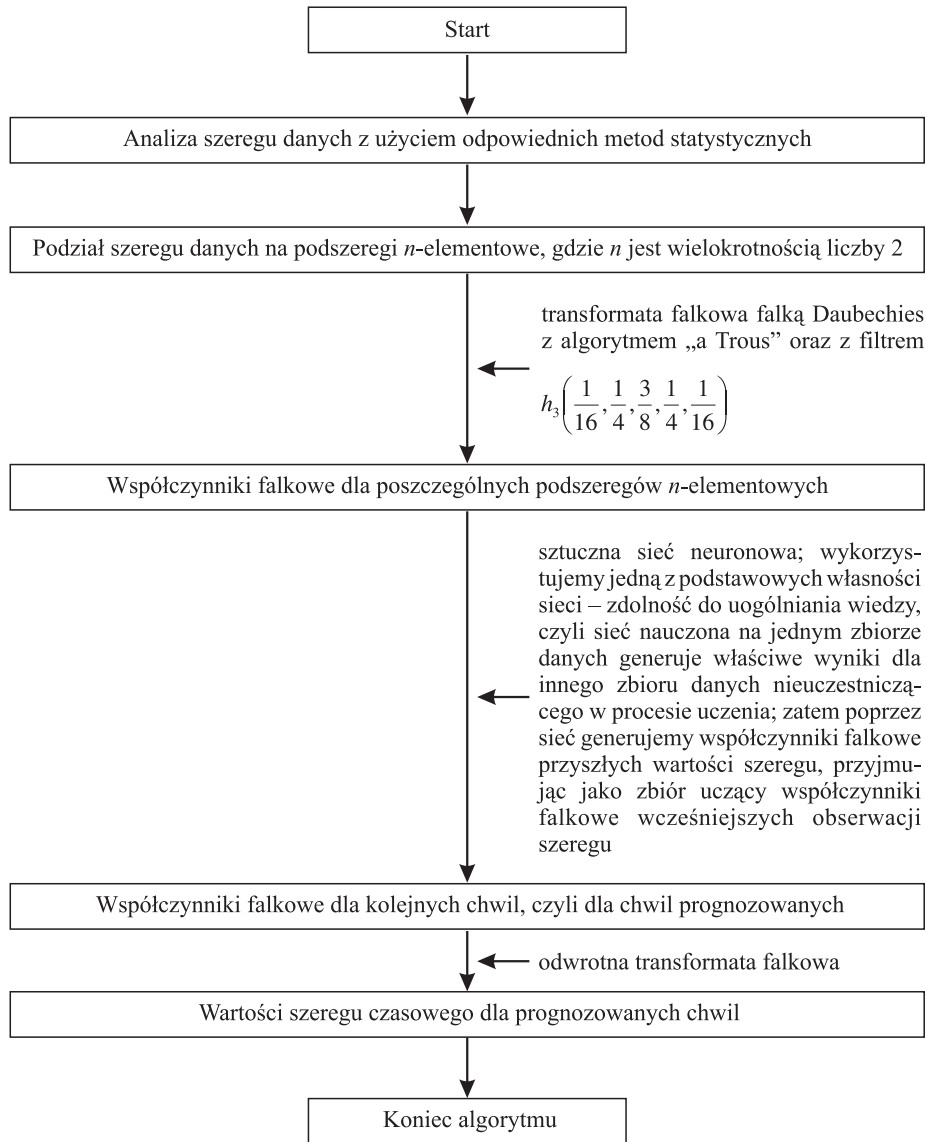 Start
Analiza szeregu danych z użyciem odpowiednich metod statystycznych
Podział szeregu danych na podszeregi n-elementowe, gdzie n jest wielokrotnością liczby 2
transformata falkowa falką Daubechies
z algorytmem „a Trous” oraz z filtrem
h₃(1/16, 1/4, 3/8, 1/4, 1/16)
Współczynniki falkowe dla poszczególnych podszeregów n-elementowych
sztuczna sieć neuronowa; wykorzys-
tujemy jedną z podstawowych własności
sieci – zdolność do uogólniania wiedzy,
czyli sieć nauczona na jednym zbiorze
danych generuje właściwe wyniki dla
innego zbioru danych nieuczestniczą-
cego w procesie uczenia; zatem poprzez
sieć generujemy współczynniki falkowe
przyszłych wartości szeregu, przyjmu-
jąc jako zbiór uczący współczynniki
falkowe wcześniejszych obserwacji
szeregu
Współczynniki falkowe dla kolejnych chwil, czyli dla chwil prognozowanych
odwrotna transformata falkowa
Wartości szeregu czasowego dla prognozowanych chwil
Koniec algorytmu